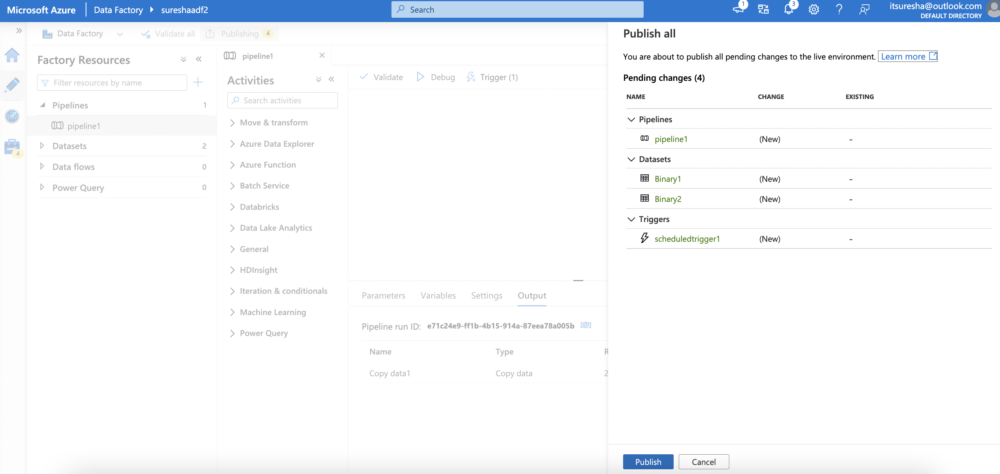 Microsoft Azure
Data Factory
sureshaadf2
Search
1
3
itsuresha@outlook.com
DEFAULT DIRECTORY
Data Factory
Validate all
Publishing
4
4
Factory Resources
Filter resources by name
Pipelines 1
pipeline1
Datasets 2
Data flows 0
Power Query 0
pipeline1
Activities
Search activities
Move & transform
Azure Data Explorer
Azure Function
Batch Service
Databricks
Data Lake Analytics
General
HDInsight
Iteration & conditionals
Machine Learning
Power Query
Validate Debug Trigger (1)
Parameters Variables Settings Output
Pipeline run ID: e71c24e9-ff1b-4b15-914a-87eea78a005b [@]
Name Type R
Copy data1 Copy data 2
Publish all
You are about to publish all pending changes to the live environment. Learn more
Pending changes (4)
NAME CHANGE EXISTING
Pipelines
pipeline1 (New) -
Datasets
Binary1 (New) -
Binary2 (New) -
Triggers
scheduledtrigger1 (New) -
Publish Cancel